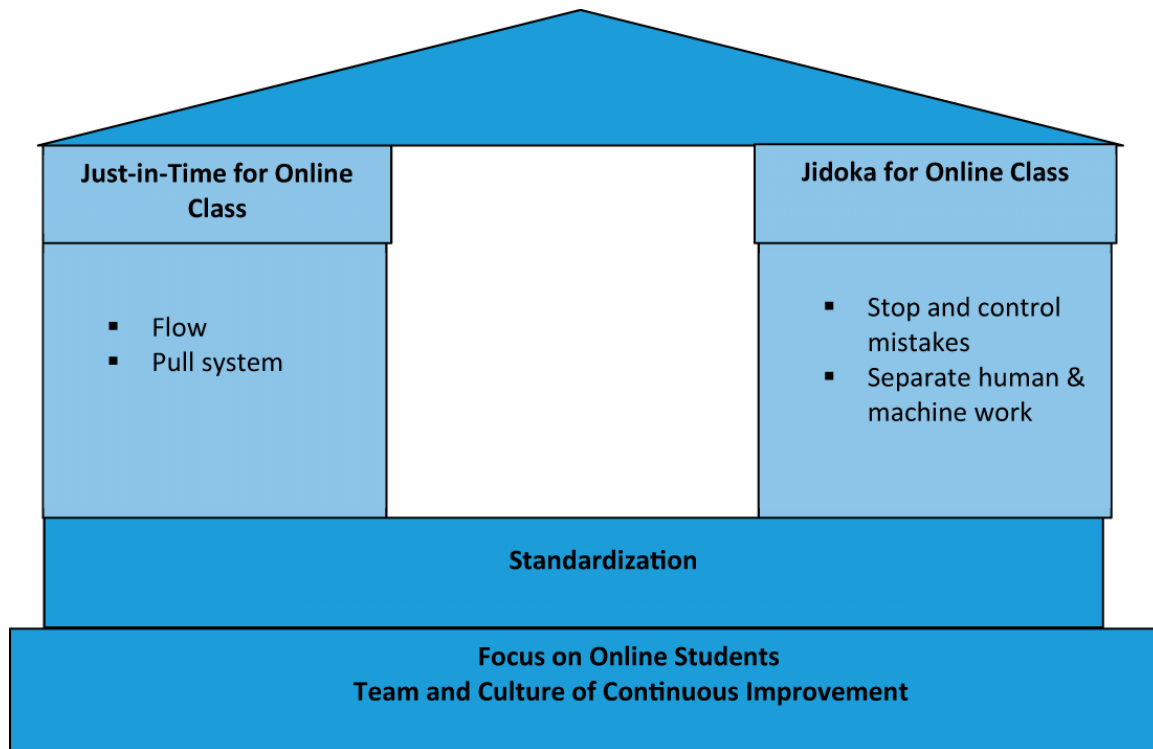 Just-in-Time for Online
Class
Jidoka for Online Class
▪ Flow
▪ Pull system
▪ Stop and control
mistakes
▪ Separate human &
machine work
Standardization
Focus on Online Students
Team and Culture of Continuous Improvement